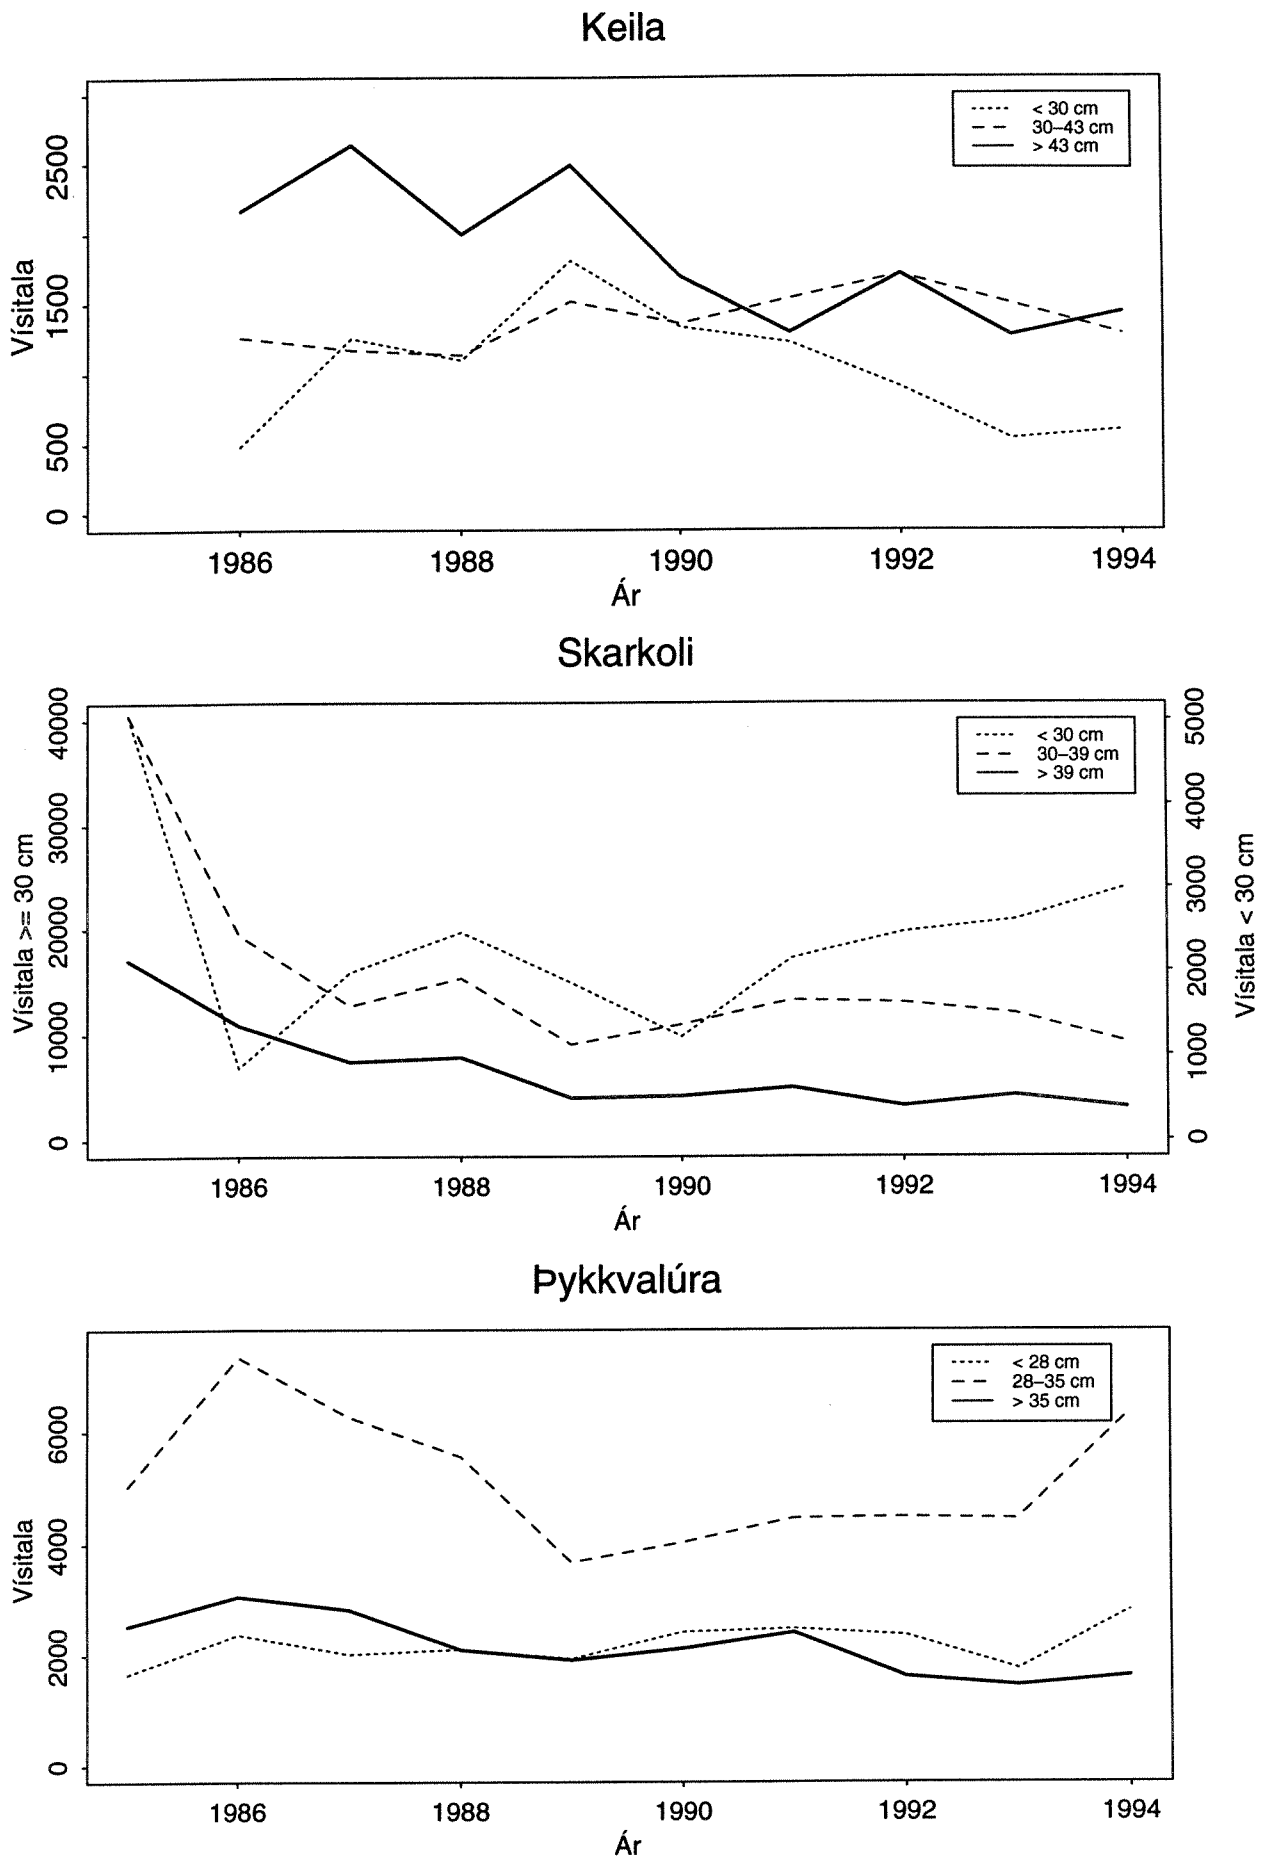 Keila
Vísitala
2500
1500
500
0
< 30 cm
30–43 cm
> 43 cm
1986 1988 1990 1992 1994
Ár
Skarkoli
Vísitala >= 30 cm
40000
30000
20000
10000
0
< 30 cm
30–39 cm
> 39 cm
5000
4000
3000
2000
1000
0
Vísitala < 30 cm
1986 1988 1990 1992 1994
Ár
Þykkvalúra
Vísitala
6000
4000
2000
0
< 28 cm
28–35 cm
> 35 cm
1986 1988 1990 1992 1994
Ár